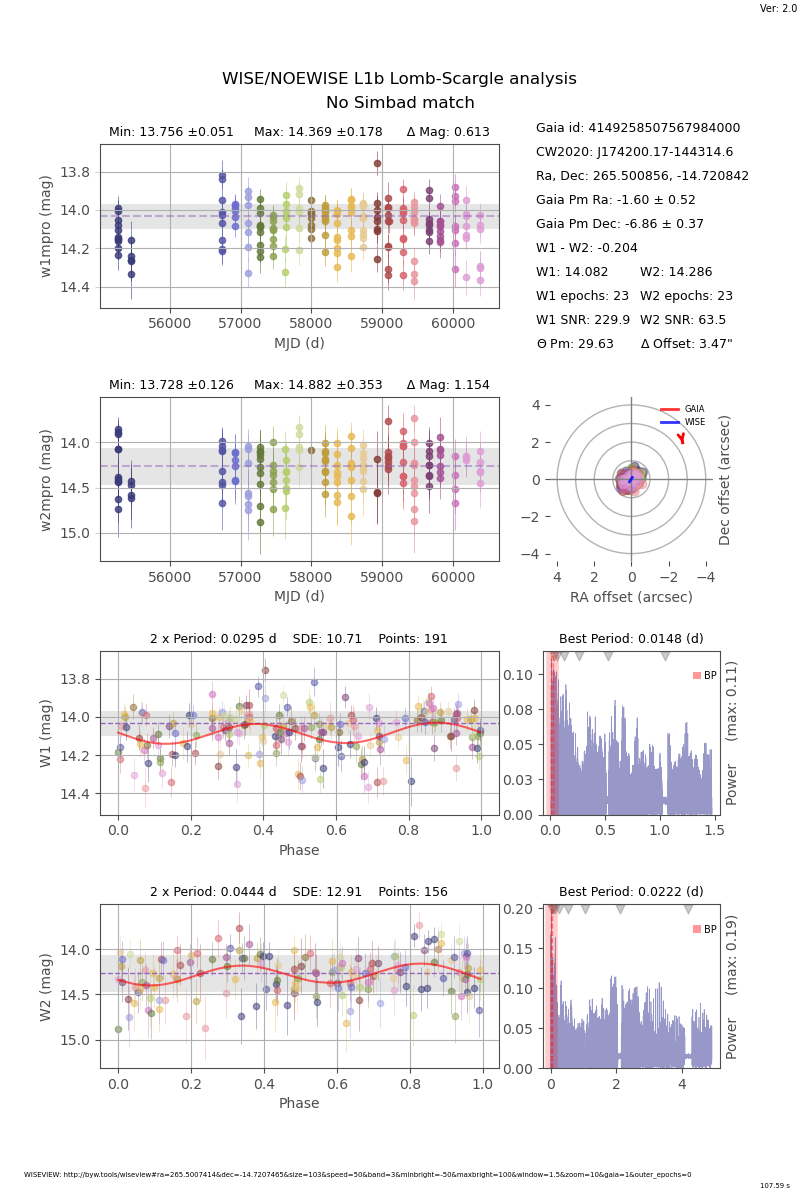 Ver: 2.0
WISE/NOEWISE L1b Lomb-Scargle analysis
No Simbad match
Min: 13.756 ±0.051 Max: 14.369 ±0.178 Δ Mag: 0.613
13.8
14.0
14.2
14.4
w1mpro (mag)
56000 57000 58000 59000 60000
MJD (d)
Gaia id: 4149258507567984000
CW2020: J174200.17-144314.6
Ra, Dec: 265.500856, -14.720842
Gaia Pm Ra: -1.60 ± 0.52
Gaia Pm Dec: -6.86 ± 0.37
W1 - W2: -0.204
W1: 14.082 W2: 14.286
W1 epochs: 23 W2 epochs: 23
W1 SNR: 229.9 W2 SNR: 63.5
Θ Pm: 29.63 Δ Offset: 3.47"
Min: 13.728 ±0.126 Max: 14.882 ±0.353 Δ Mag: 1.154
14.0
14.5
15.0
w2mpro (mag)
56000 57000 58000 59000 60000
MJD (d)
GAIA
WISE
4
2
0
−2
−4
4 2 0 −2 −4
RA offset (arcsec)
Dec offset (arcsec)
2 x Period: 0.0295 d SDE: 10.71 Points: 191
13.8
14.0
14.2
14.4
W1 (mag)
0.0 0.2 0.4 0.6 0.8 1.0
Phase
Best Period: 0.0148 (d)
BP
0.10
0.08
0.05
0.03
0.00
0.0 0.5 1.0 1.5
Power (max: 0.11)
2 x Period: 0.0444 d SDE: 12.91 Points: 156
14.0
14.5
15.0
W2 (mag)
0.0 0.2 0.4 0.6 0.8 1.0
Phase
Best Period: 0.0222 (d)
BP
0.20
0.15
0.10
0.05
0.00
0 2 4
Power (max: 0.19)
WISEVIEW: http://byw.tools/wiseview#ra=265.5007414&dec=-14.7207465&size=103&speed=50&band=3&minbright=-50&maxbright=100&window=1.5&zoom=10&gaia=1&outer_epochs=0
107.59 s